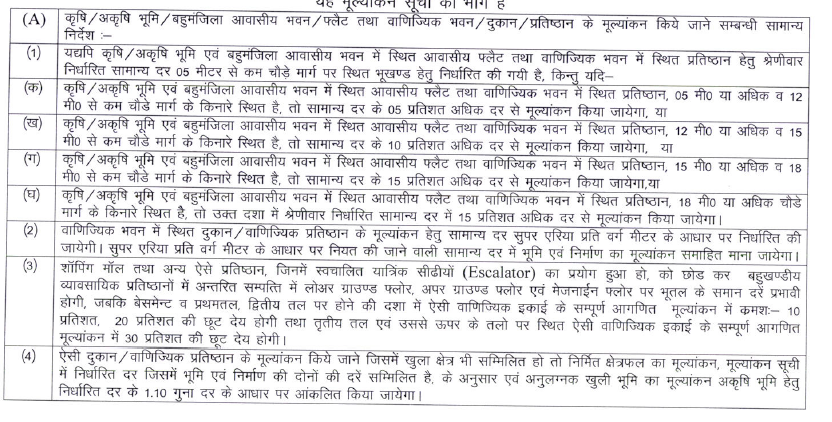 यह मूल्यांकन सूची का भाग है
(A) कृषि/अकृषि भूमि/बहुमंजिला आवासीय भवन/फ्लैट तथा वाणिज्यिक भवन/दुकान/प्रतिष्ठान के मूल्यांकन किये जाने सम्बन्धी सामान्य
निर्देश :–
(1) यद्यपि कृषि/अकृषि भूमि एवं बहुमंजिला आवासीय भवन में स्थित आवासीय फ्लैट तथा वाणिज्यिक भवन में स्थित प्रतिष्ठान हेतु श्रेणीवार
निर्धारित सामान्य दर 05 मीटर से कम चौड़े मार्ग पर स्थित भूखण्ड हेतु निर्धारित की गयी है, किन्तु यदि–
(क) कृषि/अकृषि भूमि एवं बहुमंजिला आवासीय भवन में स्थित आवासीय फ्लैट तथा वाणिज्यिक भवन में स्थित प्रतिष्ठान, 05 मी0 या अधिक व 12
मी0 से कम चौडे मार्ग के किनारे स्थित है, तो सामान्य दर के 05 प्रतिशत अधिक दर से मूल्यांकन किया जायेगा, या
(ख) कृषि/अकृषि भूमि एवं बहुमंजिला आवासीय भवन में स्थित आवासीय फ्लैट तथा वाणिज्यिक भवन में स्थित प्रतिष्ठान, 12 मी0 या अधिक व 15
मी0 से कम चौडे मार्ग के किनारे स्थित है, तो सामान्य दर के 10 प्रतिशत अधिक दर से मूल्यांकन किया जायेगा, या
(ग) कृषि/अकृषि भूमि एवं बहुमंजिला आवासीय भवन में स्थित आवासीय फ्लैट तथा वाणिज्यिक भवन में स्थित प्रतिष्ठान, 15 मी0 या अधिक व 18
मी0 से कम चौडे मार्ग के किनारे स्थित है, तो सामान्य दर के 15 प्रतिशत अधिक दर से मूल्यांकन किया जायेगा,या
(घ) कृषि/अकृषि भूमि एवं बहुमंजिला आवासीय भवन में स्थित आवासीय फ्लैट तथा वाणिज्यिक भवन में स्थित प्रतिष्ठान, 18 मी0 या अधिक चौडे
मार्ग के किनारे स्थित है, तो उक्त दशा में श्रेणीवार निर्धारित सामान्य दर में 15 प्रतिशत अधिक दर से मूल्यांकन किया जायेगा।
(2) वाणिज्यिक भवन में स्थित दुकान/वाणिज्यिक प्रतिष्ठान के मूल्यांकन हेतु सामान्य दर सुपर एरिया प्रति वर्ग मीटर के आधार पर निर्धारित की
जायेगी। सुपर एरिया प्रति वर्ग मीटर के आधार पर नियत की जाने वाली सामान्य दर में भूमि एवं निर्माण का मूल्यांकन समाहित माना जायेगा।
(3) शॉपिंग मॉल तथा अन्य ऐसे प्रतिष्ठान, जिनमें स्वचालित यात्रिंक सीढीयों (Escalator) का प्रयोग हुआ हो, को छोड कर बहुखण्डीय
व्यावसायिक प्रतिष्ठानों में अन्तरित सम्पत्ति में लोअर ग्राउण्ड फ्लोर, अपर ग्राउण्ड फ्लोर एवं मेजनाईन फ्लोर पर भूतल के समान दरें प्रभावी
होगी, जबकि बेसमेन्ट व प्रथमतल, द्वितीय तल पर होने की दशा में ऐसी वाणिज्यिक इकाई के सम्पूर्ण आगणित मूल्यांकन में कमशः– 10
प्रतिशत, 20 प्रतिशत की छूट देय होगी तथा तृतीय तल एवं उससे ऊपर के तलो पर स्थित ऐसी वाणिज्यिक इकाई के सम्पूर्ण आगणित
मूल्यांकन में 30 प्रतिशत की छूट देय होगी।
(4) ऐसी दुकान/वाणिज्यिक प्रतिष्ठान के मूल्यांकन किये जाने जिसमें खुला क्षेत्र भी सम्मिलित हो तो निर्मित क्षेत्रफल का मूल्यांकन, मूल्यांकन सूची
में निर्धारित दर जिसमें भूमि एवं निर्माण की दोनों की दरें सम्मिलित है, के अनुसार एवं अनुलग्नक खुली भूमि का मूल्यांकन अकृषि भूमि हेतु
निर्धारित दर के 1.10 गुना दर के आधार पर आंकलित किया जायेगा।